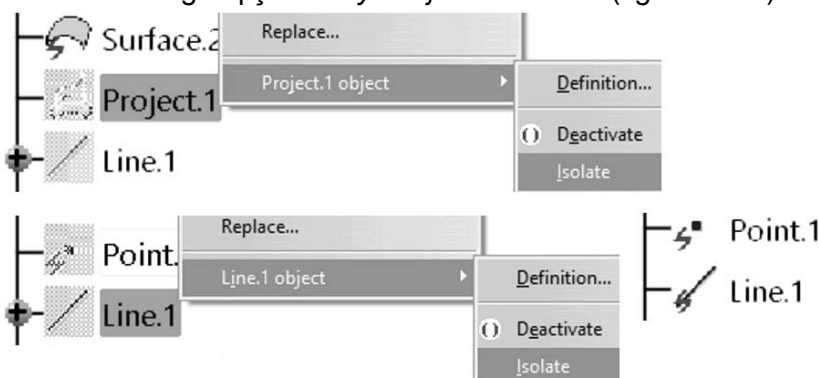 Surface.2
Replace...
Project.1
Project.1 object
Definition...
Deactivate
Isolate
Line.1
Point.
Replace...
Line.1
Line.1 object
Definition...
Deactivate
Isolate
Point.1
Line.1